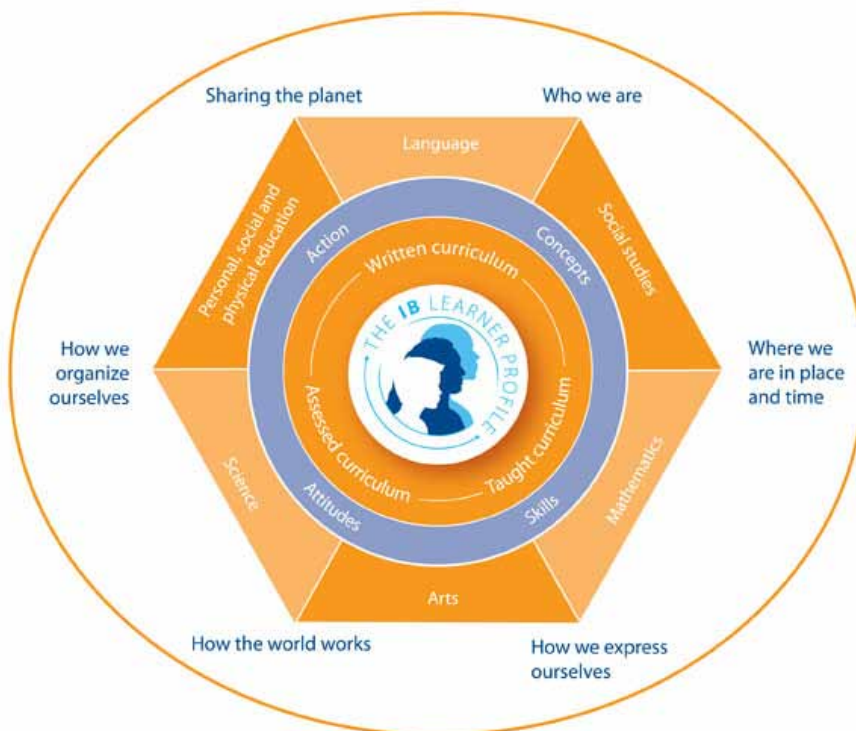 Sharing the planet
Who we are
Language
Personal, social and
physical education
Social studies
Action
Concepts
Written curriculum
THE IB LEARNER PROFILE
How we
organize
ourselves
Where we
are in place
and time
Assessed curriculum
Taught curriculum
Science
Mathematics
Attitudes
Skills
Arts
How the world works
How we express
ourselves